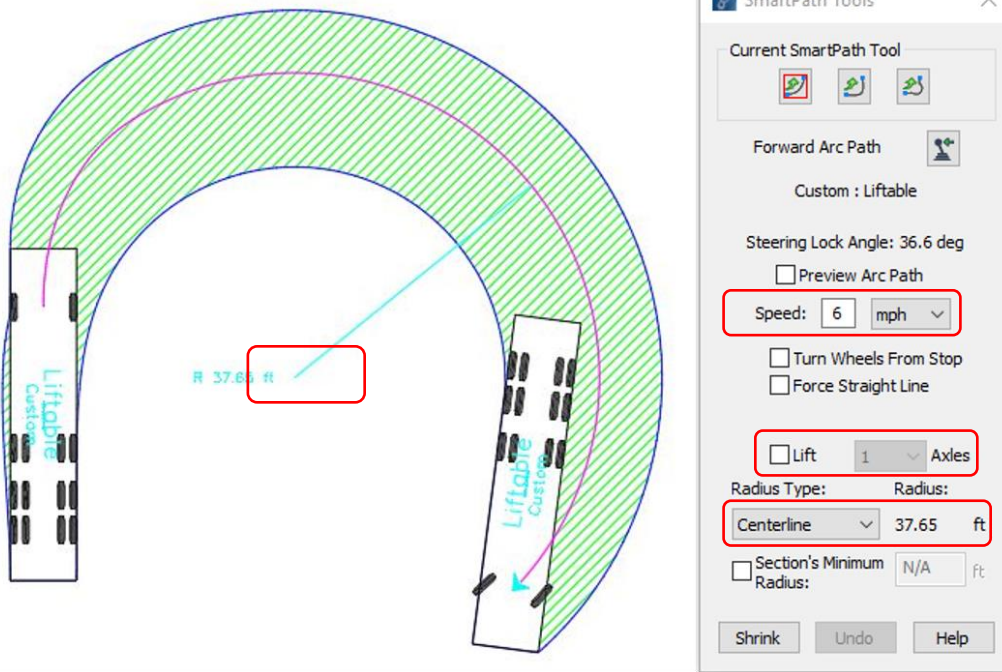 SmartPath Tools
Current SmartPath Tool
Forward Arc Path
Custom : Liftable
Steering Lock Angle: 36.6 deg
Preview Arc Path
Speed: 6 mph
Turn Wheels From Stop
Force Straight Line
Lift 1 Axles
Radius Type: Radius:
Centerline 37.65 ft
Section's Minimum
Radius:
N/A ft
Shrink Undo Help
R 37.65 ft
Liftable
Custom
Liftable
Custom